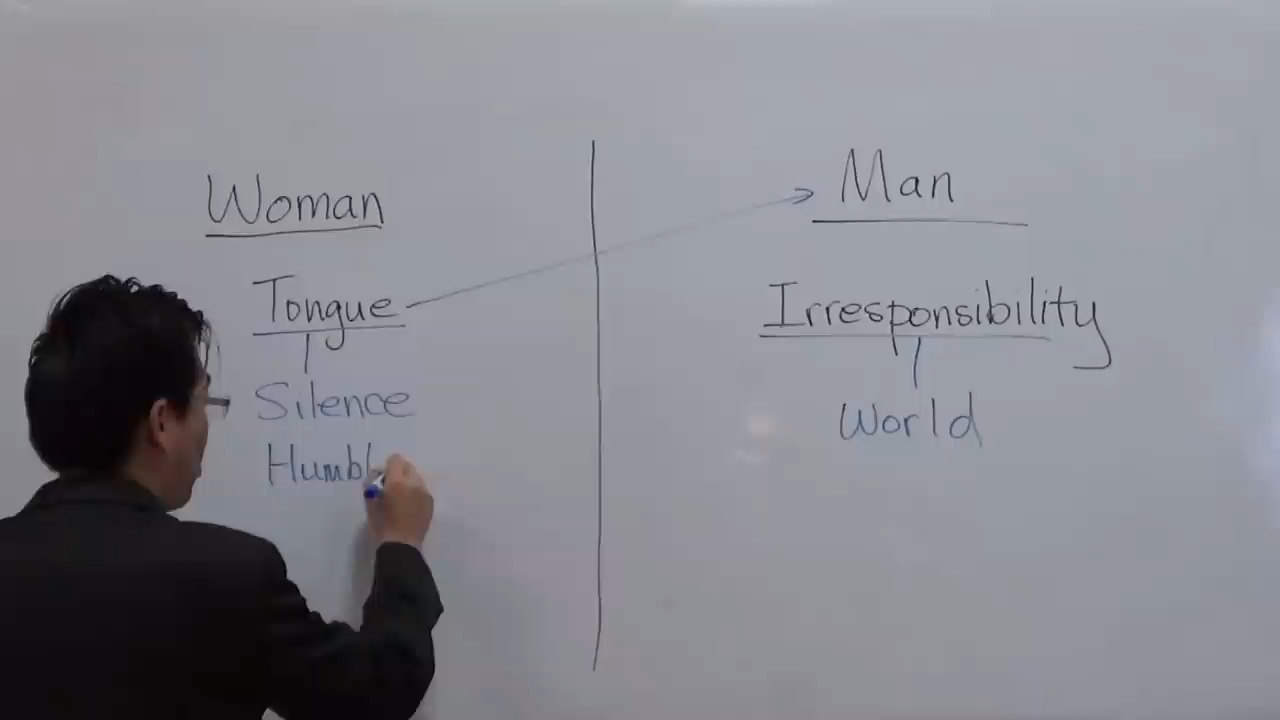 Woman
Tongue
Silence
Humbl
Man
Irresponsibility
World